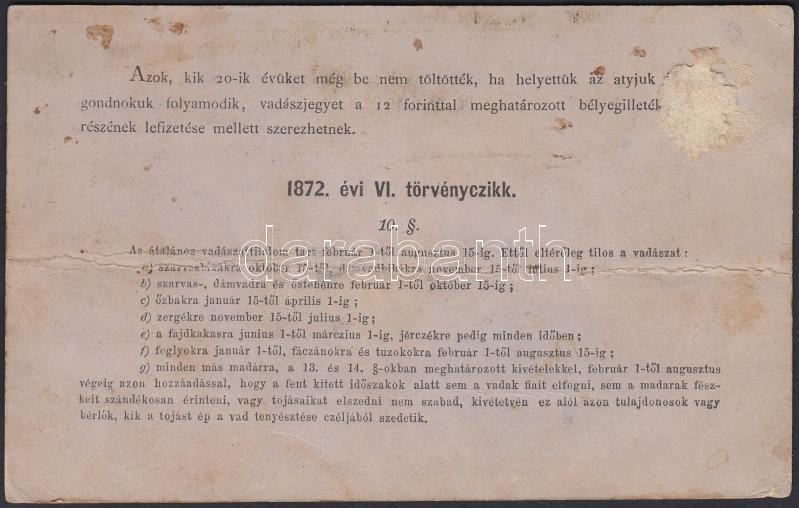 Azok, kik 20-ik évüket még be nem töltötték, ha helyettük az atyjuk
gondnokuk folyamodik, vadászjegyet a 12 forinttal meghatározott bélyegilleték
részének lefizetése mellett szerezhetnek.
1872. évi VI. törvényczikk.
10. §.
darabanth
Az átalános vadászati tilalom tart február 1-től augusztus 15-ig. Ettől eltérőleg tilos a vadászat:
a) szarvasbikákra október 15-től, dámvadbikákra november 15-től julius 1-ig;
b) szarvas-, dámvadra és őztehénre február 1-től október 15-ig;
c) őzbakra január 15-től április 1-ig;
d) zergékre november 15-től julius 1-ig;
e) a fajdkakasra junius 1-től márczius 1-ig, jérczékre pedig minden időben;
f) foglyokra január 1-től, fáczánokra és tuzokokra február 1-től augusztus 15-ig;
g) minden más madárra, a 13. és 14. §-okban meghatározott kivételekkel, február 1-től augusztus
végeig azon hozzáadással, hogy a fent kitett időszakok alatt sem a vadak fiait elfogni, sem a madarak fész-
keit szándékosan érinteni, vagy tojásaikat elszedni nem szabad, kivétetvén ez alól azon tulajdonosok vagy
bérlők, kik a tojást ép a vad tenyésztése czéljából szedetik.